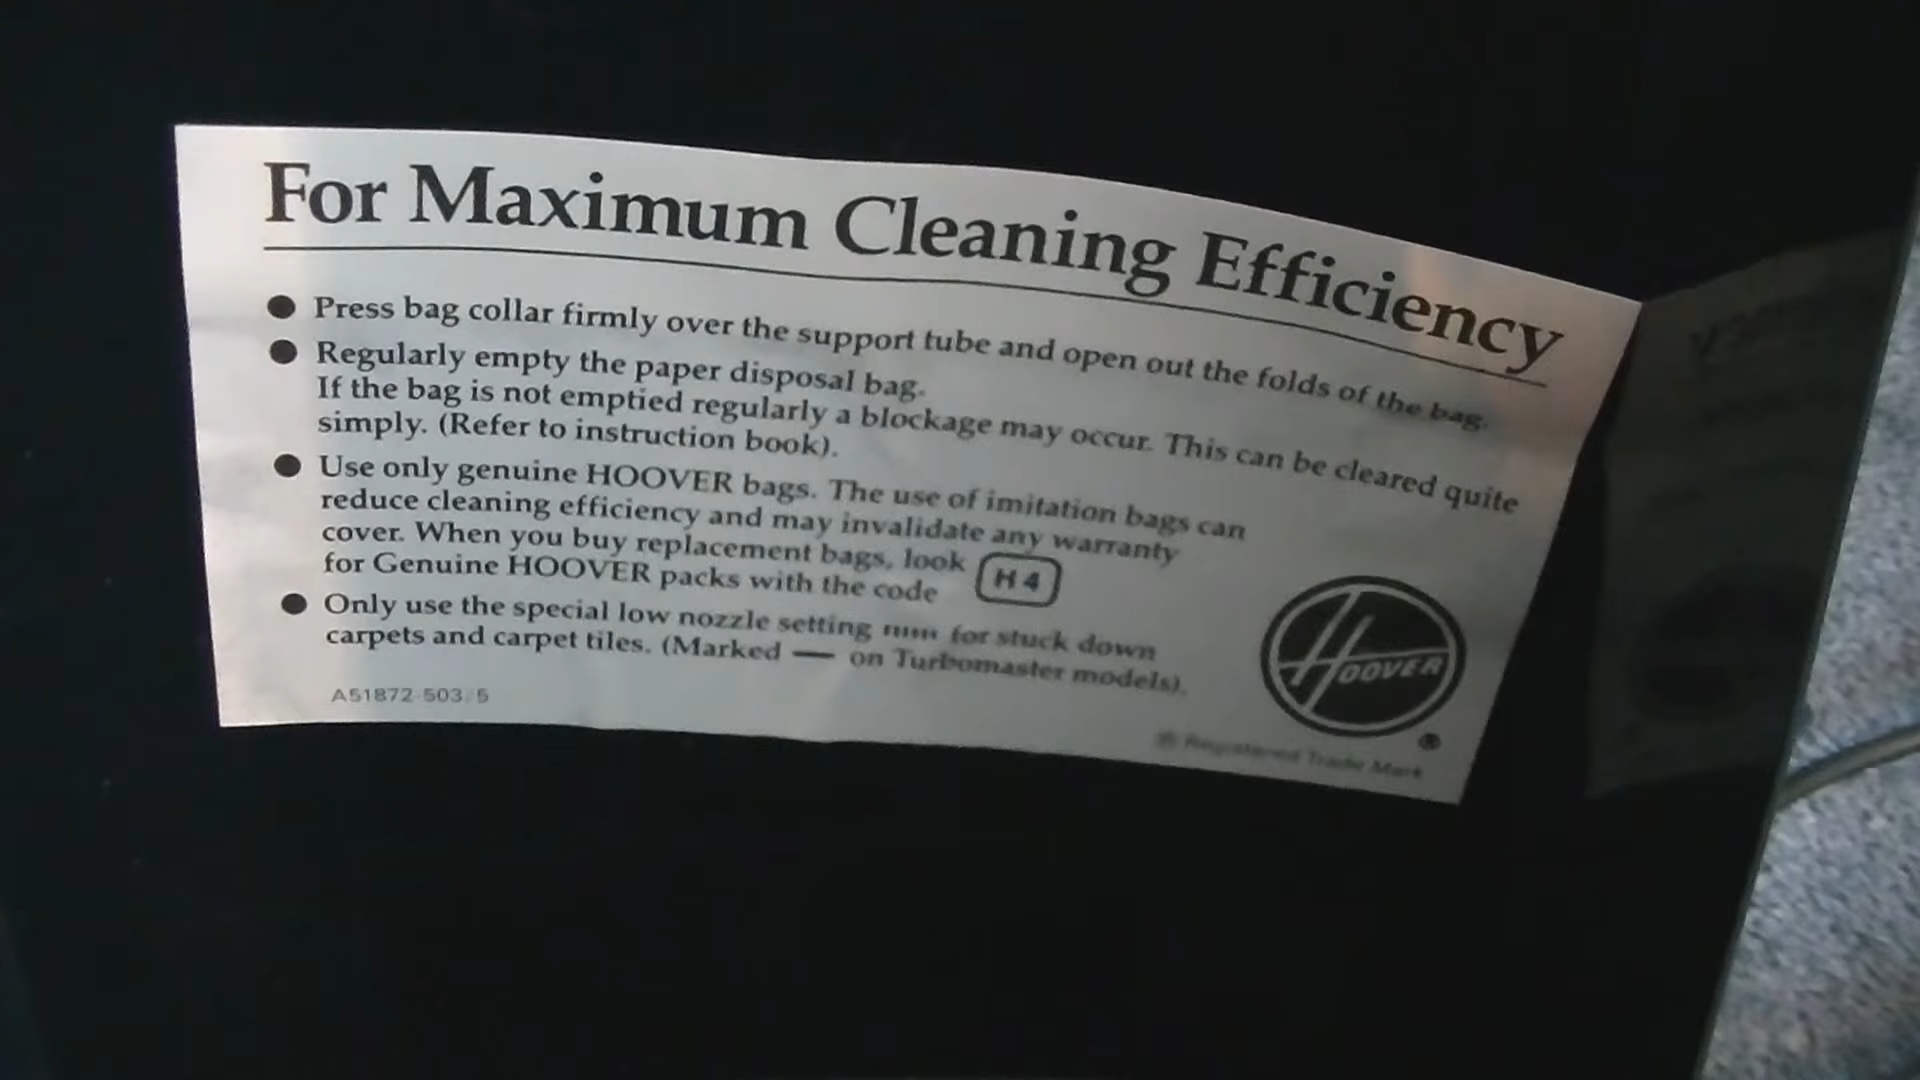 For Maximum Cleaning Efficiency
● Press bag collar firmly over the support tube and open out the folds of the bag.
● Regularly empty the paper disposal bag.
If the bag is not emptied regularly a blockage may occur. This can be cleared quite
simply. (Refer to instruction book).
● Use only genuine HOOVER bags. The use of imitation bags can
reduce cleaning efficiency and may invalidate any warranty
cover. When you buy replacement bags, look
for Genuine HOOVER packs with the code H4
● Only use the special low nozzle setting for stuck down
carpets and carpet tiles. (Marked — on Turbomaster models).
HOOVER ®
A51872-503/5
® Registered Trade Mark